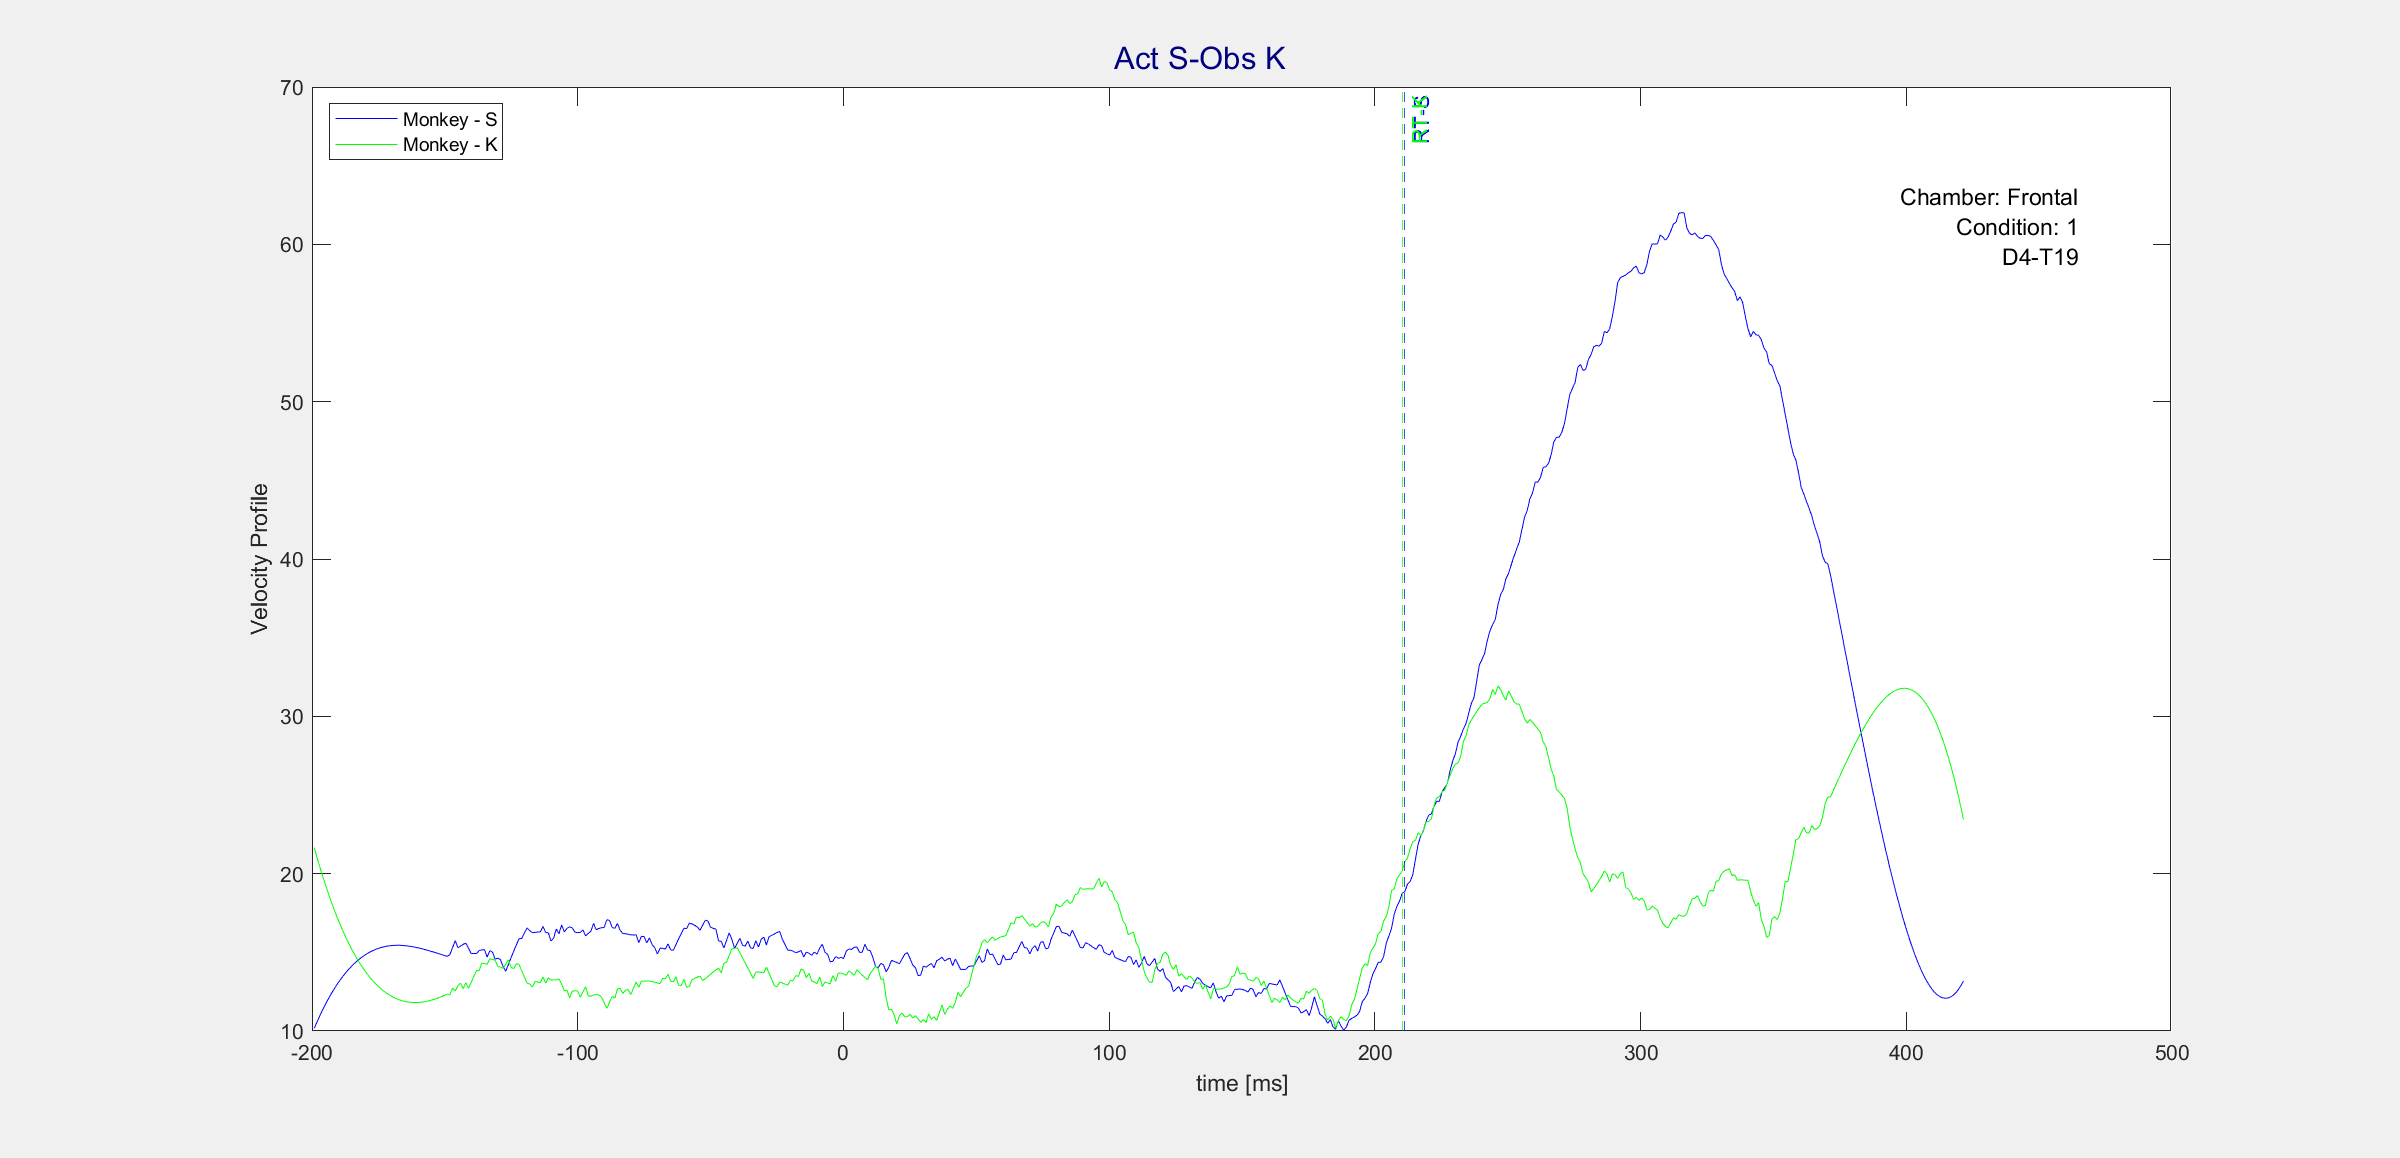 Act S-Obs K
Monkey - S
Monkey - K
RT-K
Chamber: Frontal
Condition: 1
D4-T19
Velocity Profile
70
60
50
40
30
20
10
-200
-100
0
100
200
300
400
500
time [ms]